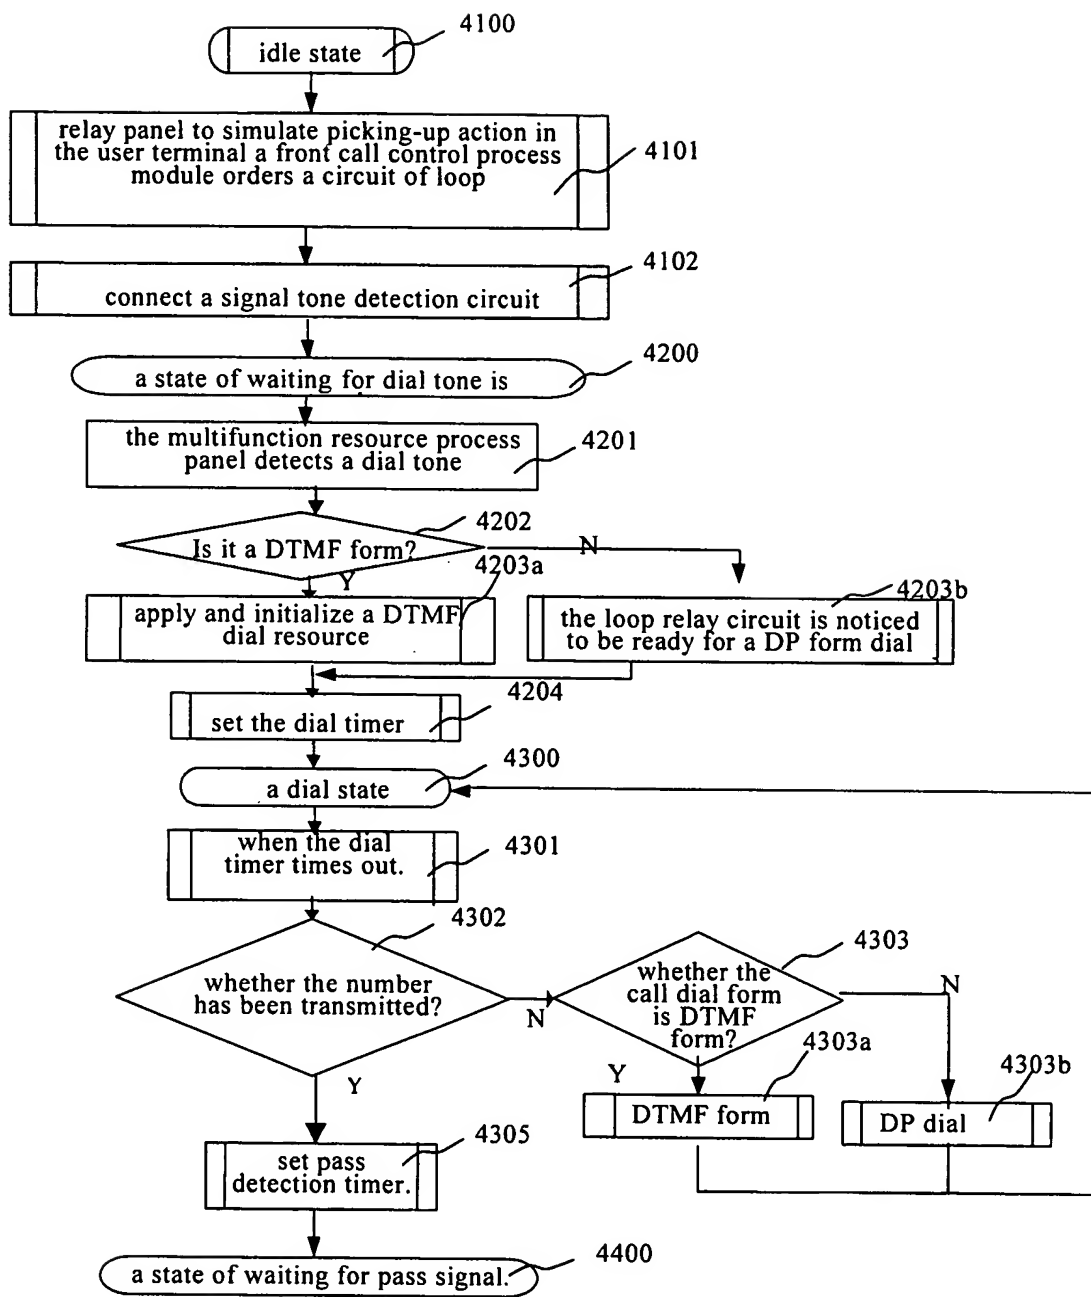 4100
idle state
relay panel to simulate picking-up action in
the user terminal a front call control process
module orders a circuit of loop
4101
4102
connect a signal tone detection circuit
4200
a state of waiting for dial tone is
the multifunction resource process
panel detects a dial tone
4201
4202
Is it a DTMF form?
N
Y
4203a
apply and initialize a DTMF
dial resource
4203b
the loop relay circuit is noticed
to be ready for a DP form dial
4204
set the dial timer
4300
a dial state
when the dial
timer times out.
4301
4302
whether the number
has been transmitted?
N
Y
4303
whether the
call dial form
is DTMF
form?
N
Y
4303a
DTMF form
4303b
DP dial
4305
set pass
detection timer.
4400
a state of waiting for pass signal.